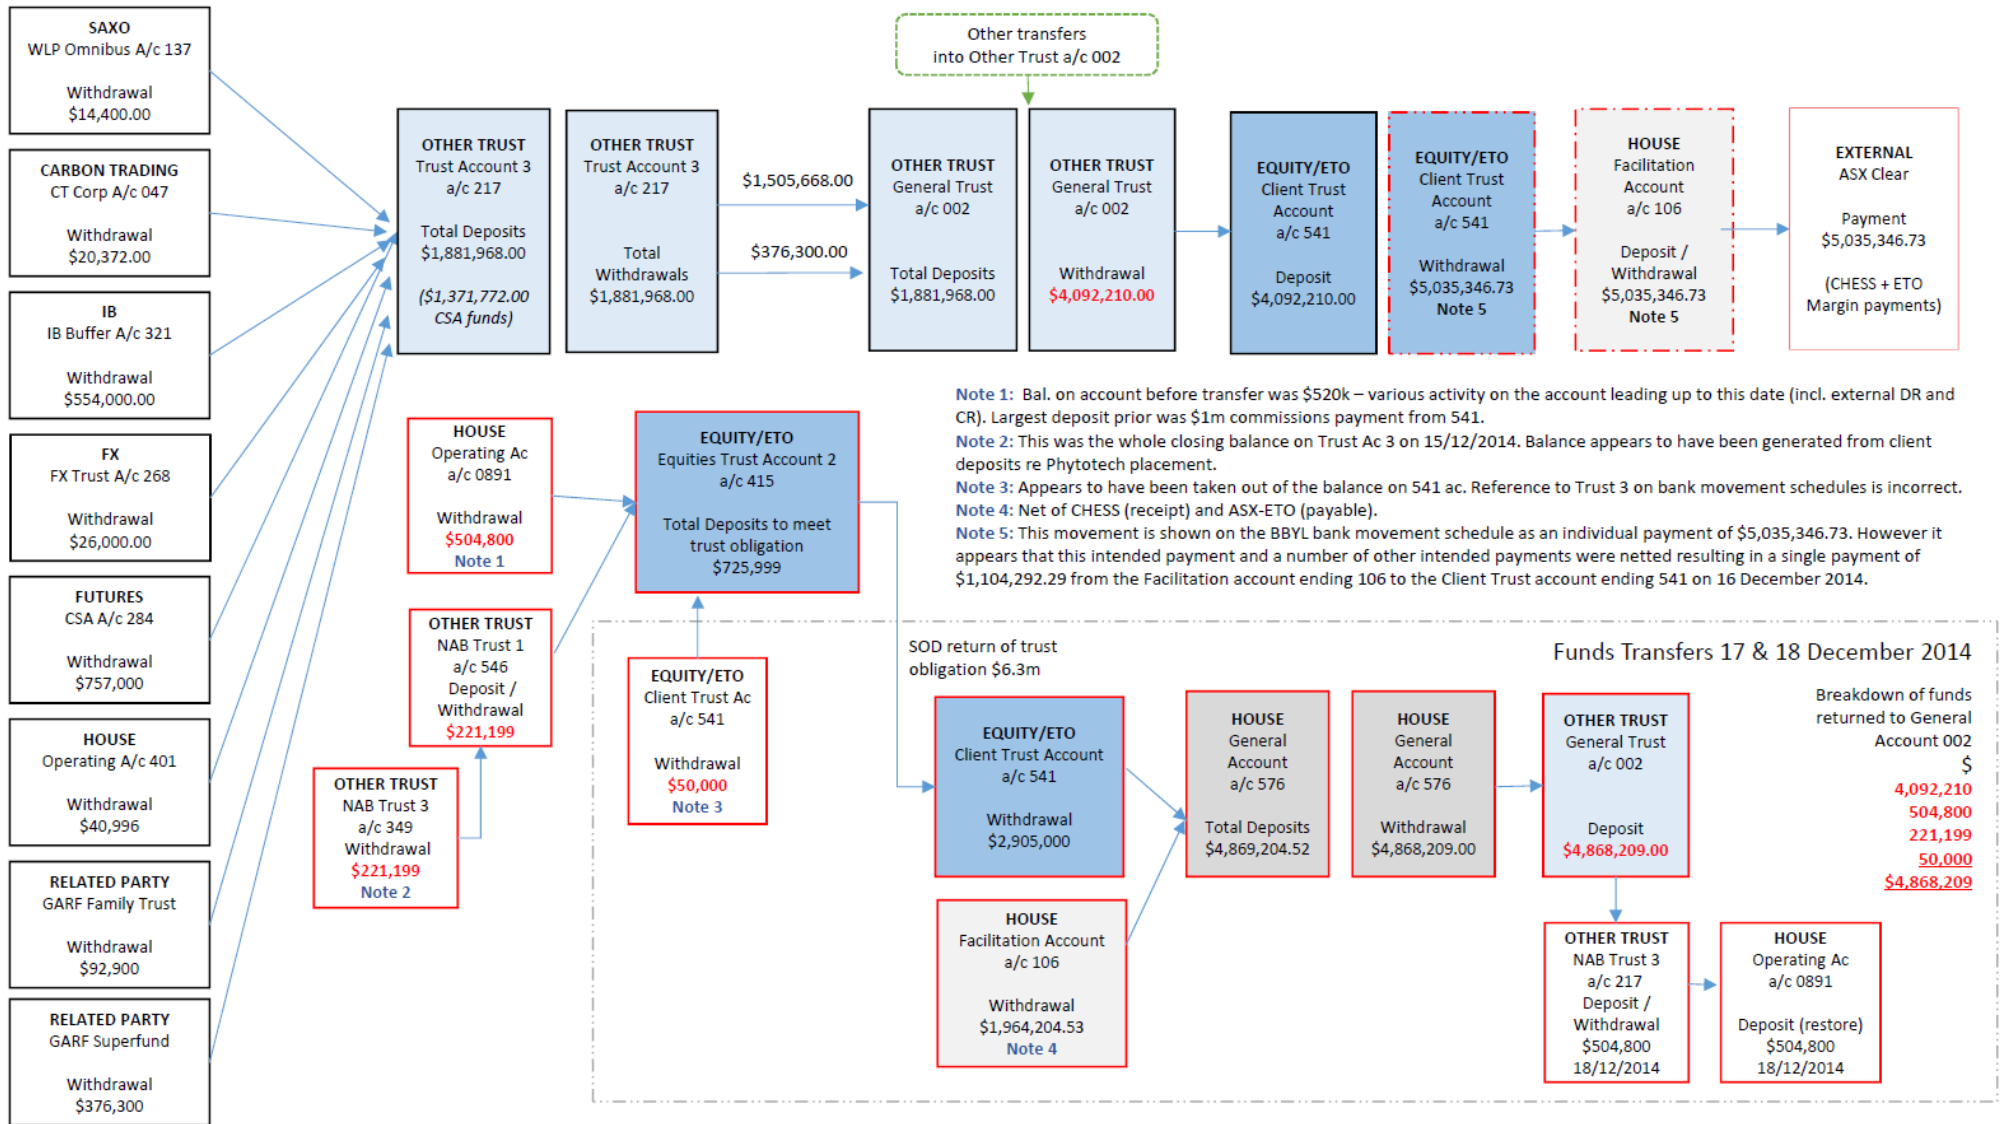 SAXO
WLP Omnibus A/c 137
Withdrawal
$14,400.00
CARBON TRADING
CT Corp A/c 047
Withdrawal
$20,372.00
IB
IB Buffer A/c 321
Withdrawal
$554,000.00
FX
FX Trust A/c 268
Withdrawal
$26,000.00
FUTURES
CSA A/c 284
Withdrawal
$757,000
HOUSE
Operating A/c 401
Withdrawal
$40,996
RELATED PARTY
GARF Family Trust
Withdrawal
$92,900
RELATED PARTY
GARF Superfund
Withdrawal
$376,300
OTHER TRUST
Trust Account 3
a/c 217
Total Deposits
$1,881,968.00
($1,371,772.00
CSA funds)
OTHER TRUST
Trust Account 3
a/c 217
Total
Withdrawals
$1,881,968.00
$1,505,668.00
$376,300.00
Other transfers
into Other Trust a/c 002
OTHER TRUST
General Trust
a/c 002
Total Deposits
$1,881,968.00
OTHER TRUST
General Trust
a/c 002
Withdrawal
$4,092,210.00
EQUITY/ETO
Client Trust
Account
a/c 541
Deposit
$4,092,210.00
EQUITY/ETO
Client Trust
Account
a/c 541
Withdrawal
$5,035,346.73
Note 5
HOUSE
Facilitation
Account
a/c 106
Deposit /
Withdrawal
$5,035,346.73
Note 5
EXTERNAL
ASX Clear
Payment
$5,035,346.73
(CHESS + ETO
Margin payments)
Note 1: Bal. on account before transfer was $520k – various activity on the account leading up to this date (incl. external DR and
CR). Largest deposit prior was $1m commissions payment from 541.
Note 2: This was the whole closing balance on Trust Ac 3 on 15/12/2014. Balance appears to have been generated from client
deposits re Phytotech placement.
Note 3: Appears to have been taken out of the balance on 541 ac. Reference to Trust 3 on bank movement schedules is incorrect.
Note 4: Net of CHESS (receipt) and ASX-ETO (payable).
Note 5: This movement is shown on the BBYL bank movement schedule as an individual payment of $5,035,346.73. However it
appears that this intended payment and a number of other intended payments were netted resulting in a single payment of
$1,104,292.29 from the Facilitation account ending 106 to the Client Trust account ending 541 on 16 December 2014.
HOUSE
Operating Ac
a/c 0891
Withdrawal
$504,800
Note 1
OTHER TRUST
NAB Trust 1
a/c 546
Deposit /
Withdrawal
$221,199
OTHER TRUST
NAB Trust 3
a/c 349
Withdrawal
$221,199
Note 2
EQUITY/ETO
Equities Trust Account 2
a/c 415
Total Deposits to meet
trust obligation
$725,999
EQUITY/ETO
Client Trust Ac
a/c 541
Withdrawal
$50,000
Note 3
SOD return of trust
obligation $6.3m
Funds Transfers 17 & 18 December 2014
EQUITY/ETO
Client Trust Account
a/c 541
Withdrawal
$2,905,000
HOUSE
Facilitation Account
a/c 106
Withdrawal
$1,964,204.53
Note 4
HOUSE
General
Account
a/c 576
Total Deposits
$4,869,204.52
HOUSE
General
Account
a/c 576
Withdrawal
$4,868,209.00
OTHER TRUST
General Trust
a/c 002
Deposit
$4,868,209.00
Breakdown of funds
returned to General
Account 002
$
4,092,210
504,800
221,199
50,000
$4,868,209
OTHER TRUST
NAB Trust 3
a/c 217
Deposit /
Withdrawal
$504,800
18/12/2014
HOUSE
Operating Ac
a/c 0891
Deposit (restore)
$504,800
18/12/2014